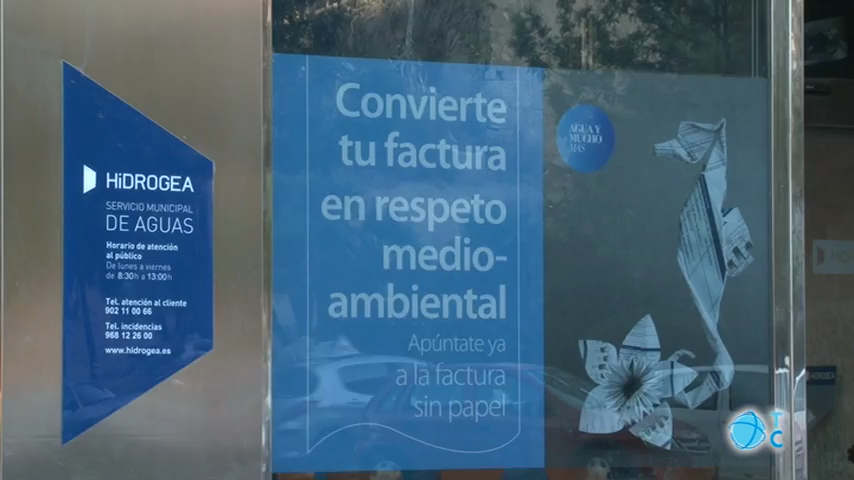 HiDROGEA
SERVICIO MUNICIPAL
DE AGUAS
Horario de atención
al público
De lunes a viernes
de 8:30h a 13:00h
Tel. atención al cliente
902 11 00 66
Tel. incidencias
968 12 26 00
www.hidrogea.es
Convierte
tu factura
en respeto
medio-
ambiental
Apúntate ya
a la factura
sin papel
AGUA Y
MUCHO
MÁS
HIDROGEA
T
C